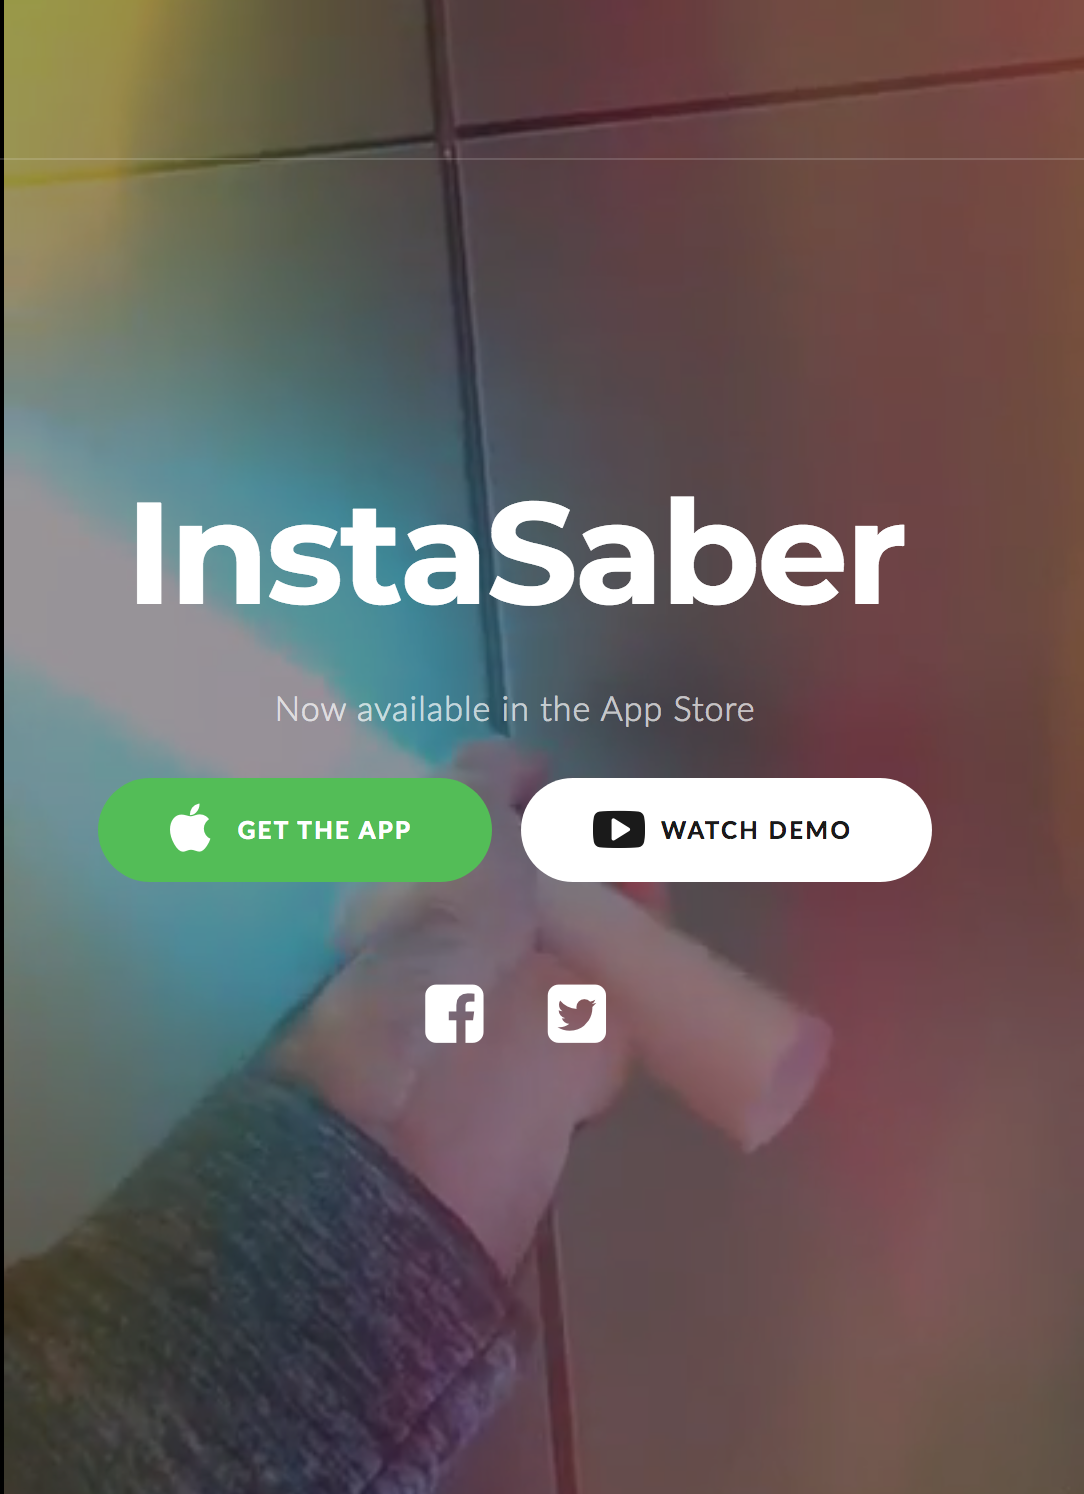 InstaSaber
Now available in the App Store
GET THE APP
WATCH DEMO